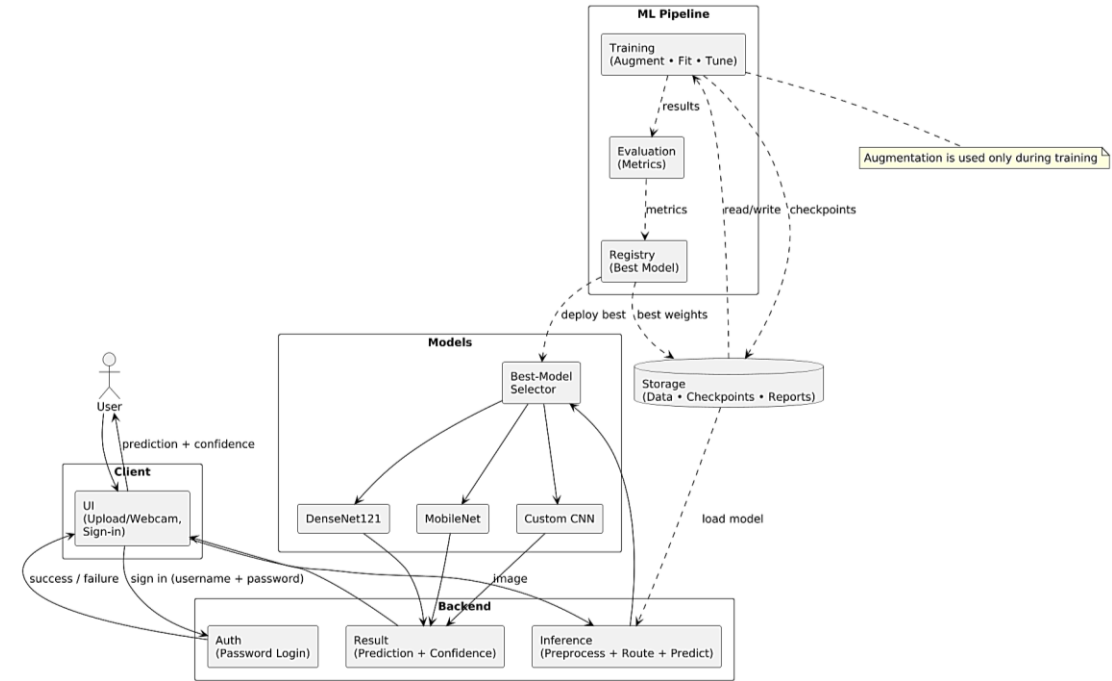 ML Pipeline
Training
(Augment • Fit • Tune)
results
Augmentation is used only during training
Evaluation
(Metrics)
metrics
read/write
checkpoints
Registry
(Best Model)
deploy best
best weights
Models
Best-Model
Selector
Storage
(Data • Checkpoints • Reports)
User
prediction + confidence
Client
UI
(Upload/Webcam,
Sign-in)
DenseNet121
MobileNet
Custom CNN
load model
success / failure
sign in (username + password)
image
Backend
Auth
(Password Login)
Result
(Prediction + Confidence)
Inference
(Preprocess + Route + Predict)